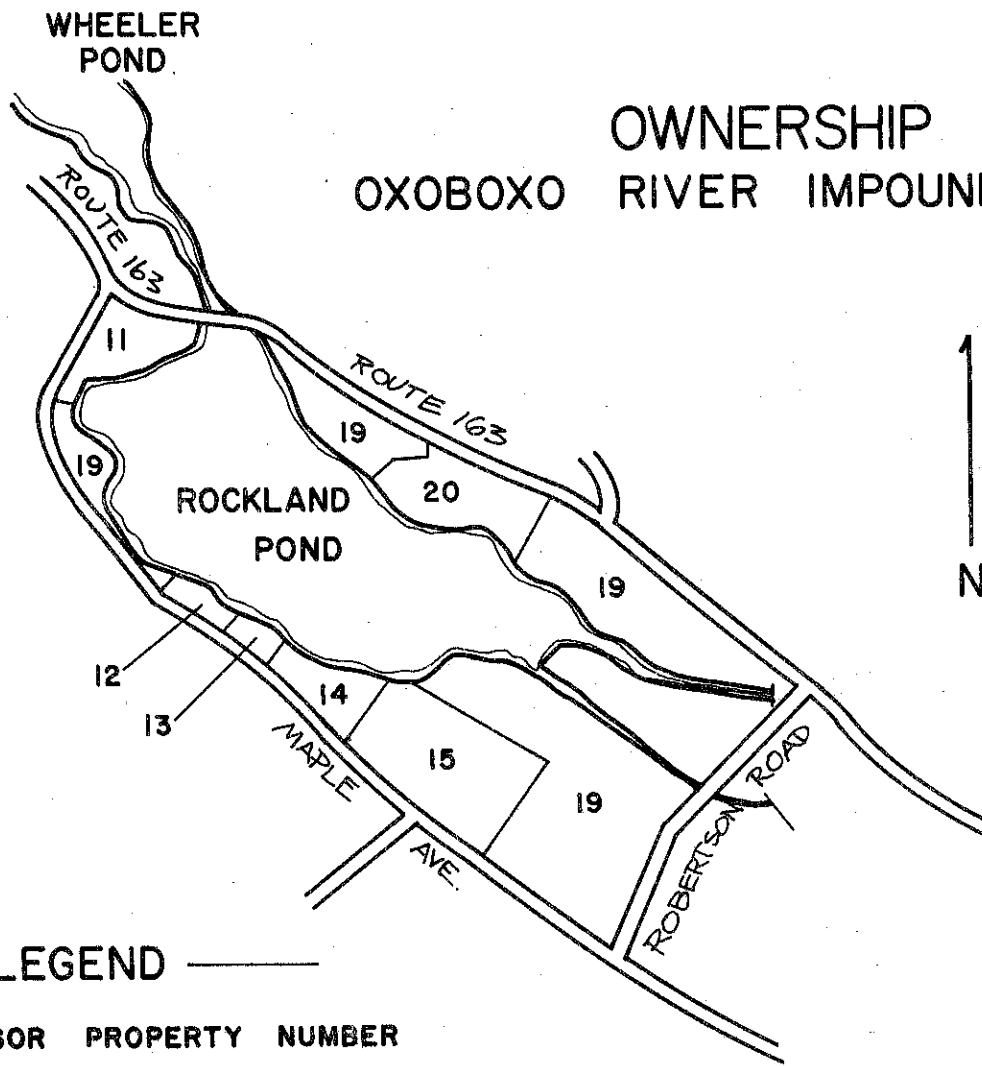 WHEELER
POND
OWNERSHIP
OXOBOXO RIVER IMPOUN
ROUTE 163
11
ROUTE 163
19
19
20
ROCKLAND
POND
19
N
12
13
14
MAPLE
AVE.
15
19
ROBERTSON ROAD
LEGEND
SOR PROPERTY NUMBER